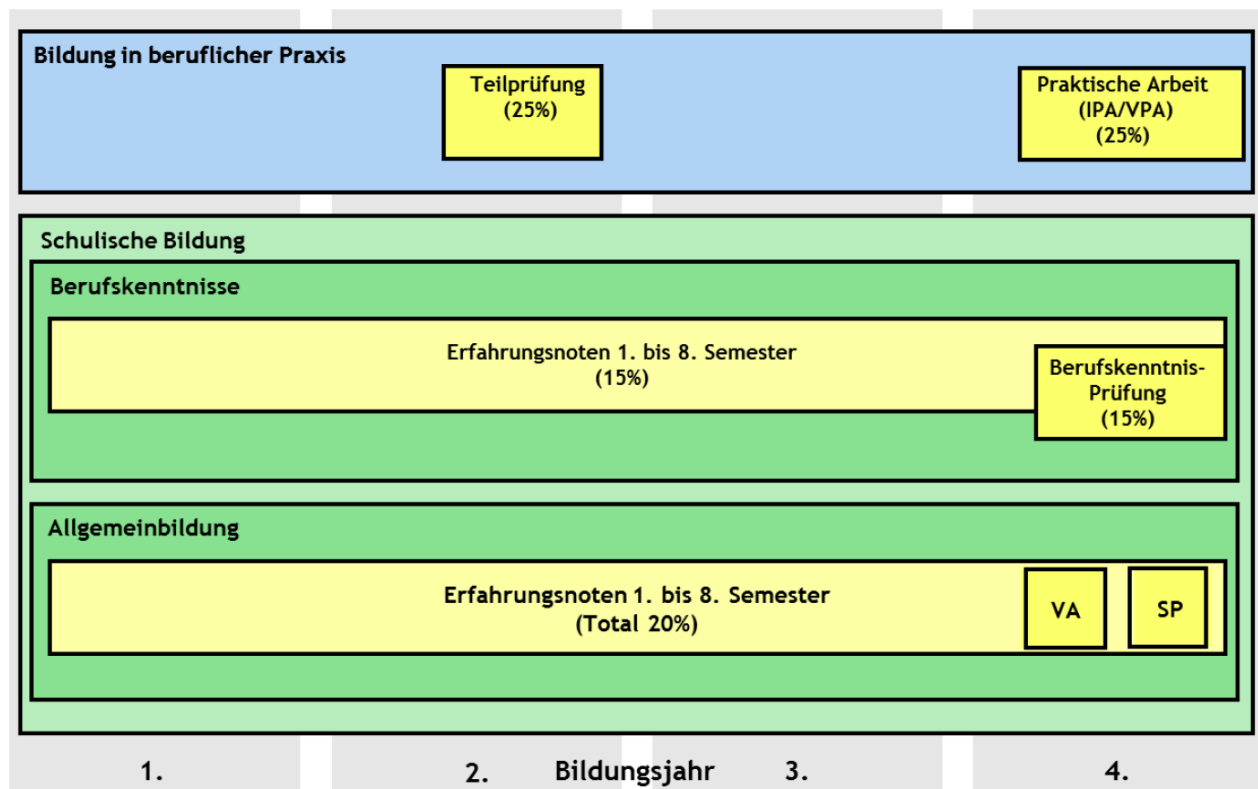 Bildung in beruflicher Praxis
Teilprüfung
(25%)
Praktische Arbeit
(IPA/VPA)
(25%)
Schulische Bildung
Berufskenntnisse
Erfahrungsnoten 1. bis 8. Semester
(15%)
Berufskenntnis-
Prüfung
(15%)
Allgemeinbildung
Erfahrungsnoten 1. bis 8. Semester
(Total 20%)
VA
SP
1. 2. Bildungsjahr 3. 4.